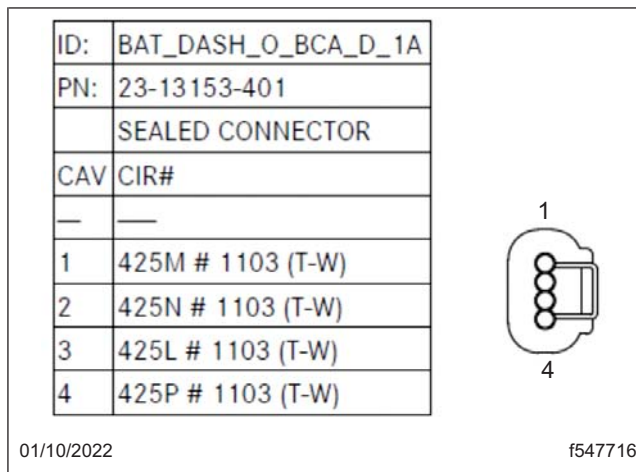 ID: BAT_DASH_O_BCA_D_1A
PN: 23-13153-401
SEALED CONNECTOR
CAV CIR#
— —
1 425M # 1103 (T-W)
2 425N # 1103 (T-W)
3 425L # 1103 (T-W)
4 425P # 1103 (T-W)
1
4
01/10/2022 f547716